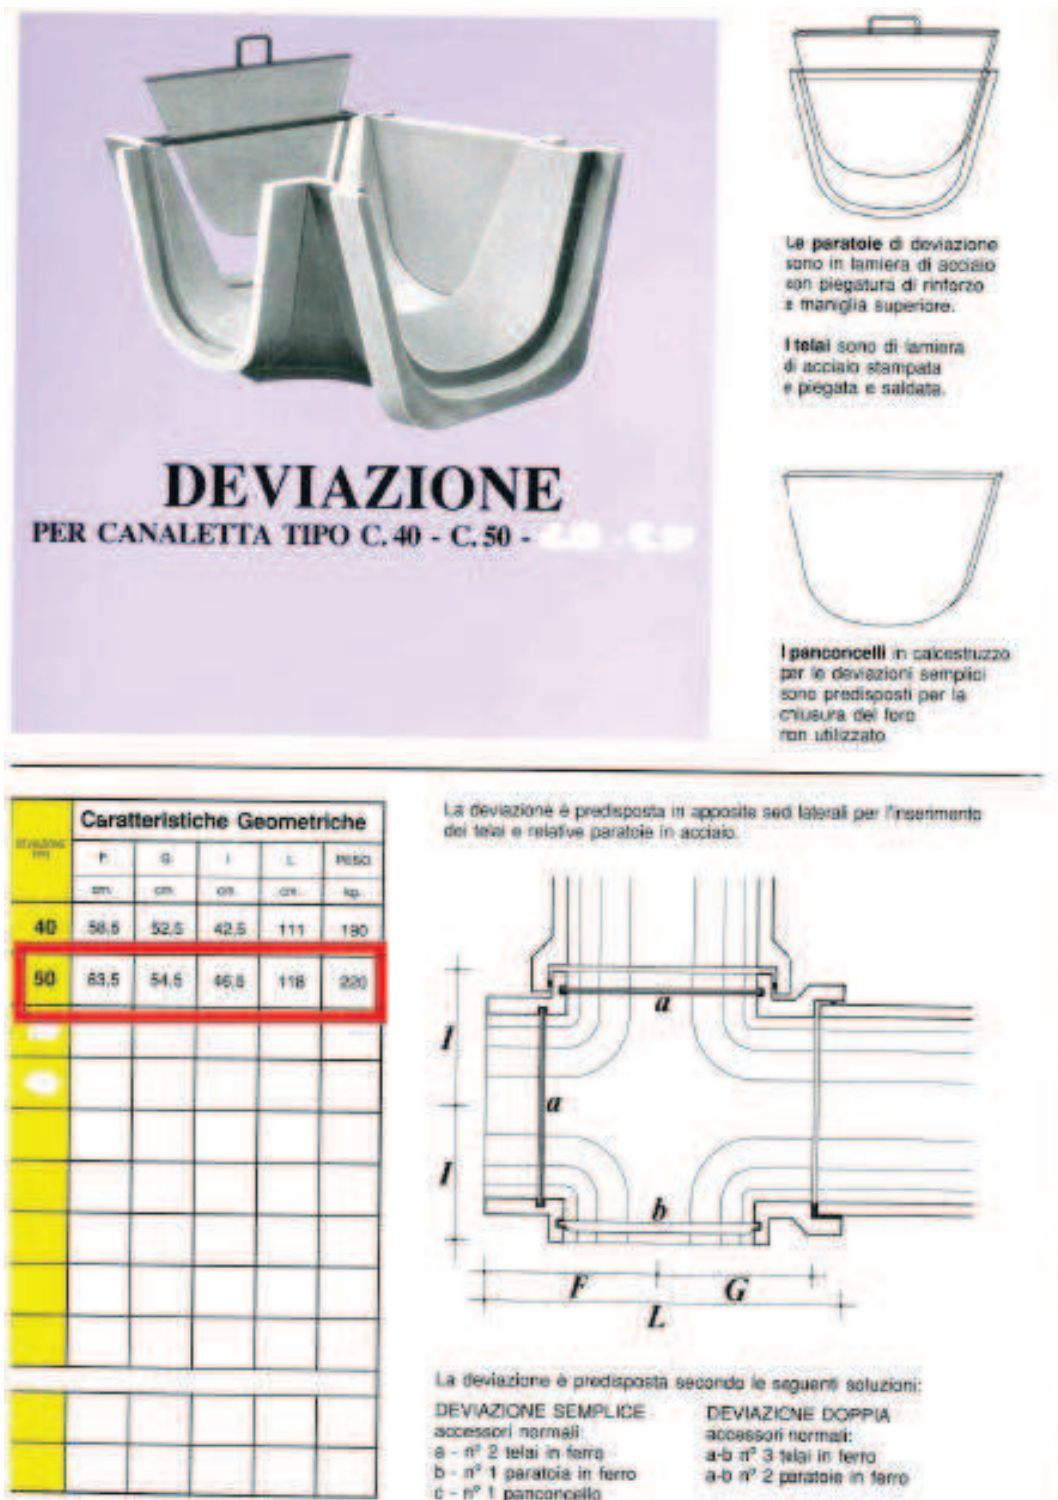 Le paratoie di deviazione
sono in lamiera di acciaio
con piegatura di rinforzo
e maniglia superiore.
I telai sono di lamiera
di acciaio stampata
e piegata e saldata.
DEVIAZIONE
PER CANALETTA TIPO C. 40 - C. 50 -
I panconcelli in calcestruzzo
per le deviazioni semplici
sono predisposti per la
chiusura del foro
non utilizzato
Caratteristiche Geometriche
F G I L PESO
cm. cm. cm. cm. kg.
40 58,5 52,5 42,5 111 190
50 63,5 54,5 46,5 118 220
La deviazione è predisposta in apposite sedi laterali per l'inserimento
dei telai e relative paratoie in acciaio.
a
I
a
I
b
F G
L
La deviazione è predisposta secondo le seguenti soluzioni:
DEVIAZIONE SEMPLICE
accessori normali:
a - n° 2 telai in ferro
b - n° 1 paratoia in ferro
c - n° 1 panconcello
DEVIAZIONE DOPPIA
accessori normali:
a-b n° 3 telai in ferro
a-b n° 2 paratoie in ferro